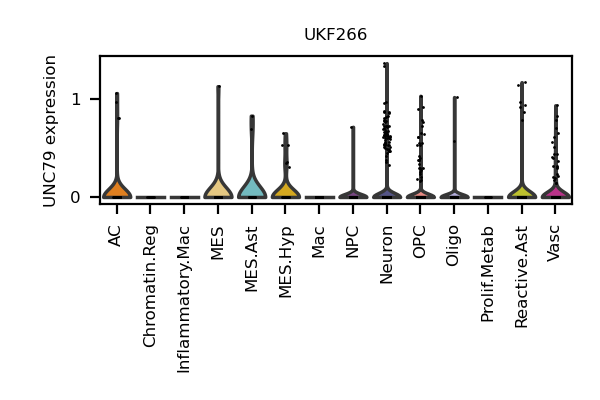 UKF266
UNC79 expression
1
0
AC
Chromatin.Reg
Inflammatory.Mac
MES
MES.Ast
MES.Hyp
Mac
NPC
Neuron
OPC
Oligo
Prolif.Metab
Reactive.Ast
Vasc